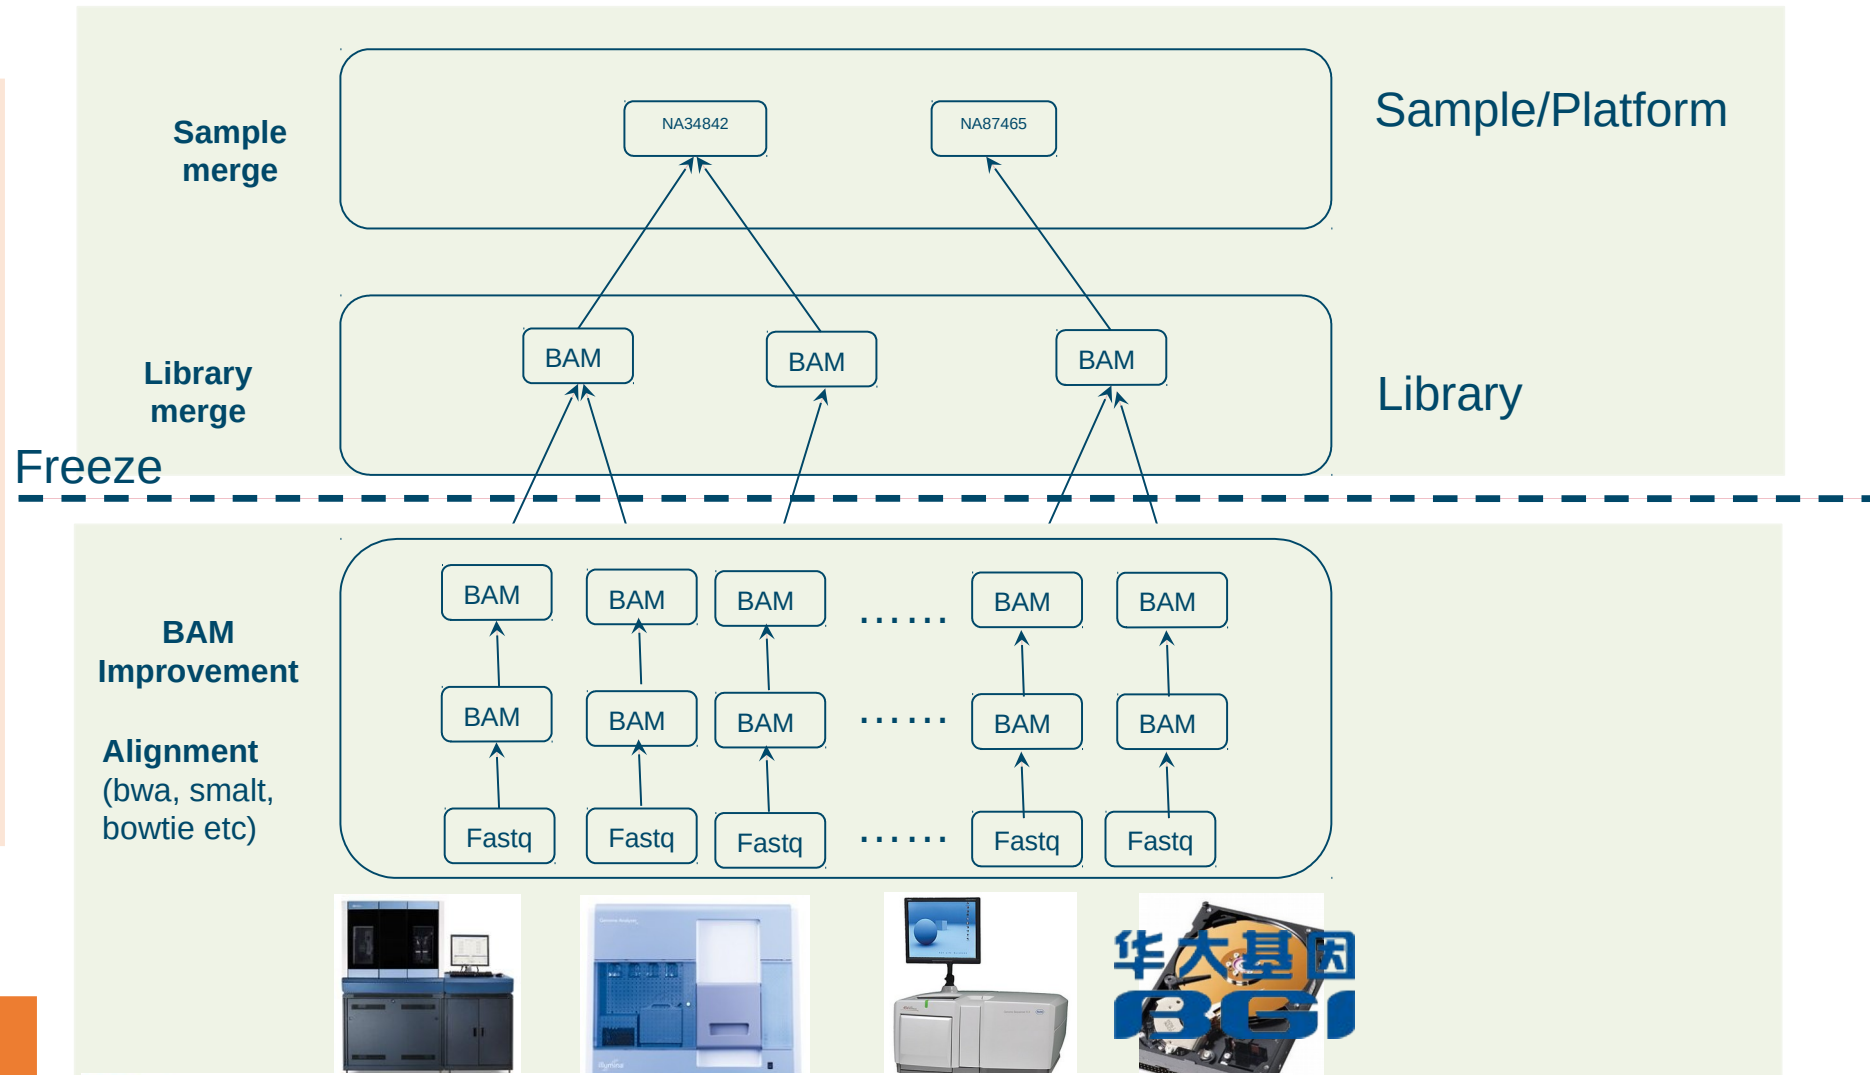 Sample
merge
NA34842
NA87465
Sample/Platform
Library
merge
BAM
BAM
BAM
Library
Freeze
BAM
Improvement
BAM
BAM
BAM
......
BAM
BAM
BAM
BAM
BAM
......
BAM
BAM
Alignment
(bwa, smalt,
bowtie etc)
Fastq
Fastq
Fastq
......
Fastq
Fastq
华大基因
BGI
illumina